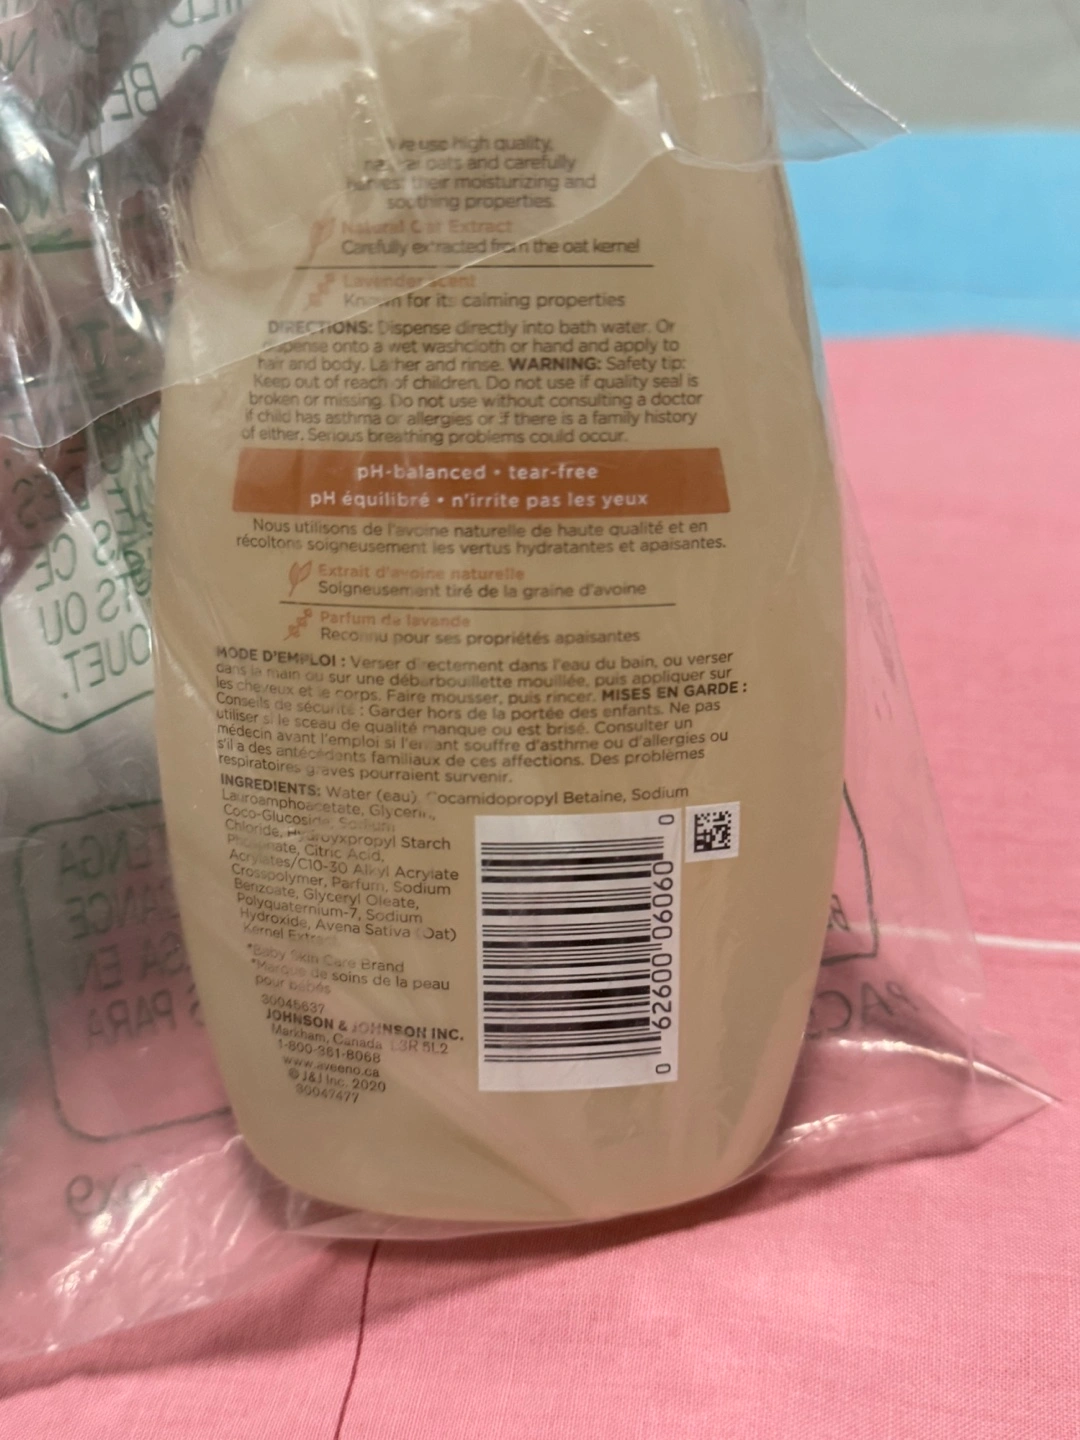 We use high quality,
natural oats and carefully
harvest their moisturizing and
soothing properties.
Natural Oat Extract
Carefully extracted from the oat kernel
Lavender scent
Known for its calming properties
DIRECTIONS: Dispense directly into bath water. Or
dispense onto a wet washcloth or hand and apply to
hair and body. Lather and rinse. WARNING: Safety tip:
Keep out of reach of children. Do not use if quality seal is
broken or missing. Do not use without consulting a doctor
if child has asthma or allergies or if there is a family history
of either. Serious breathing problems could occur.
pH-balanced • tear-free
pH équilibré • n'irrite pas les yeux
Nous utilisons de l'avoine naturelle de haute qualité et en
récoltons soigneusement les vertus hydratantes et apaisantes.
Extrait d'avoine naturelle
Soigneusement tiré de la graine d'avoine
Parfum de lavande
Reconnu pour ses propriétés apaisantes
MODE D'EMPLOI : Verser directement dans l'eau du bain, ou verser
dans la main ou sur une débarbouillette mouillée, puis appliquer sur
les cheveux et le corps. Faire mousser, puis rincer. MISES EN GARDE :
Conseils de sécurité : Garder hors de la portée des enfants. Ne pas
utiliser si le sceau de qualité manque ou est brisé. Consulter un
médecin avant l'emploi si l'enfant souffre d'asthme ou d'allergies ou
s'il a des antécédents familiaux de ces affections. Des problèmes
respiratoires graves pourraient survenir.
INGREDIENTS: Water (eau), Cocamidopropyl Betaine, Sodium
Lauroamphoacetate, Glycerin,
Coco-Glucoside, Sodium
Chloride, Hydroyxpropyl Starch
Phosphate, Citric Acid,
Acrylates/C10-30 Alkyl Acrylate
Crosspolymer, Parfum, Sodium
Benzoate, Glyceryl Oleate,
Polyquaternium-7, Sodium
Hydroxide, Avena Sativa (Oat)
Kernel Extract
*Baby Skin Care Brand
*Marque de soins de la peau
pour bébés
30045637
JOHNSON & JOHNSON INC.
Markham, Canada L3R 5L2
1-800-361-8068
www.aveeno.ca
© J&J Inc. 2020
30047477
0 62600 06090 0